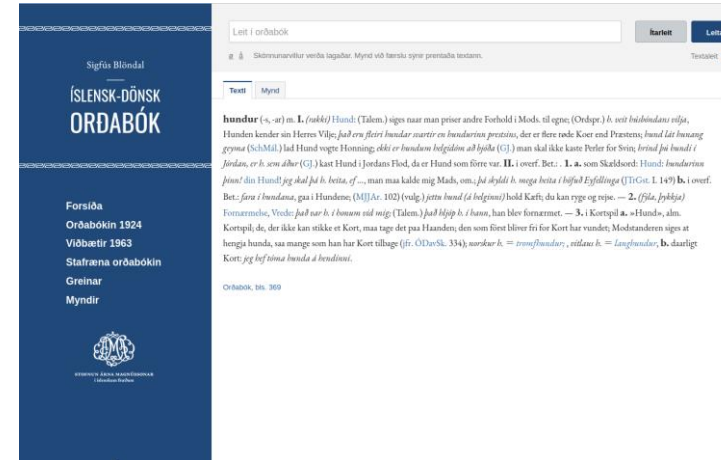 Sigfús Blöndal
ÍSLENSK-DÖNSK
ORÐABÓK
Forsíða
Orðabókin 1924
Viðbætir 1963
Stafræna orðabókin
Greinar
Myndir
STOFNUN ÁRNA MAGNÚSSONAR
í íslenskum fræðum
Leit í orðabók
Ítarleit
Leita
æ å Skönnunarvillur verða lagaðar. Mynd við færslu sýnir prentaða textann.
Textaleit
Texti Mynd
hundur (-s, -ar) m. I. (rakki) Hund: (Talem.) siges naar man priser andre Forhold i Mods. til egne; (Ordspr.) h. veit húsbóndans vilja,
Hunden kender sin Herres Vilje; það eru fleiri hundar svartir en hundurinn prestsins, der er flere røde Koer end Præstens; hund lát hunang
geyma (SchMál.) lad Hund vogte Honning; ekki er hundum helgidóm að bjóða (GJ.) man skal ikke kaste Perler for Svin; hrind þú hundi í
Jórdan, er h. sem áður (GJ.) kast Hund i Jordans Flod, da er Hund som förre var. II. i overf. Bet.: . 1. a. som Skældsord: Hund: hundurinn
þinn! din Hund! jeg skal þá h. heita, ef ..., man maa kalde mig Mads, om.; þá skyldi h. mega heita í höfuð Eyfellinga (JTrGst. I. 149) b. i overf.
Bet.: fara í hundana, gaa i Hundene; (MJJAr. 102) (vulg.) jettu hund (á helginni) hold Kæft; du kan ryge og rejse. — 2. (fýla, þykkja)
Fornærmelse, Vrede: það var h. í honum við mig; (Talem.) það hljóp h. í hann, han blev fornærmet. — 3. i Kortspil a. »Hund«, alm.
Kortspil; de, der ikke kan stikke et Kort, maa tage det paa Haanden; den som först bliver fri for Kort har vundet; Modstanderen siges at
hengja hunda, saa mange som han har Kort tilbage (jfr. ÓDavSk. 334); norskur h. = trompfhundur; , vitlaus h. = langhundur, b. daarligt
Kort: jeg hef tóma hunda á hendinni.
Orðabók, bls. 369